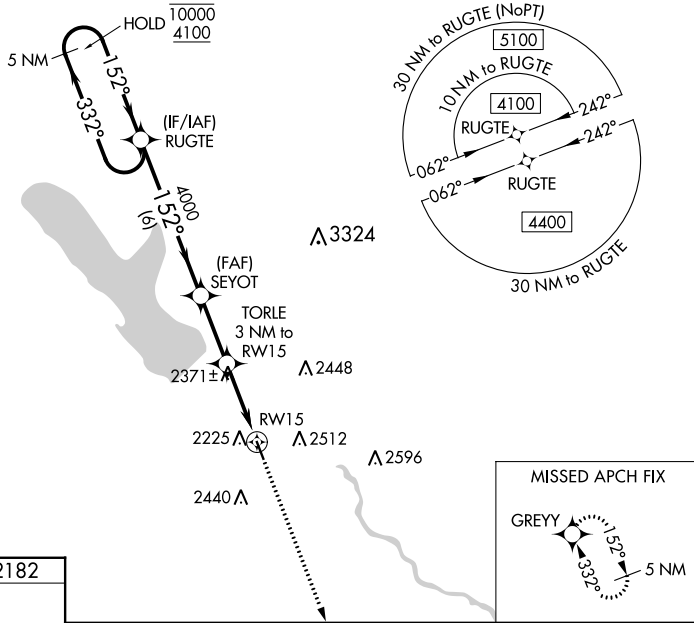 HOLD 10000
4100
5 NM
152°
332°
(IF/IAF)
RUGTE
4000
152°
(6)
(FAF)
SEYOT
TORLE
3 NM to
RW15
2371±
3324
2448
RW15
2225
2512
2596
2440
30 NM to RUGTE (NoPT)
5100
10 NM to RUGTE
4100
RUGTE
242°
062°
242°
062°
RUGTE
4400
30 NM to RUGTE
MISSED APCH FIX
GREYY
152°
332°
5 NM
2182